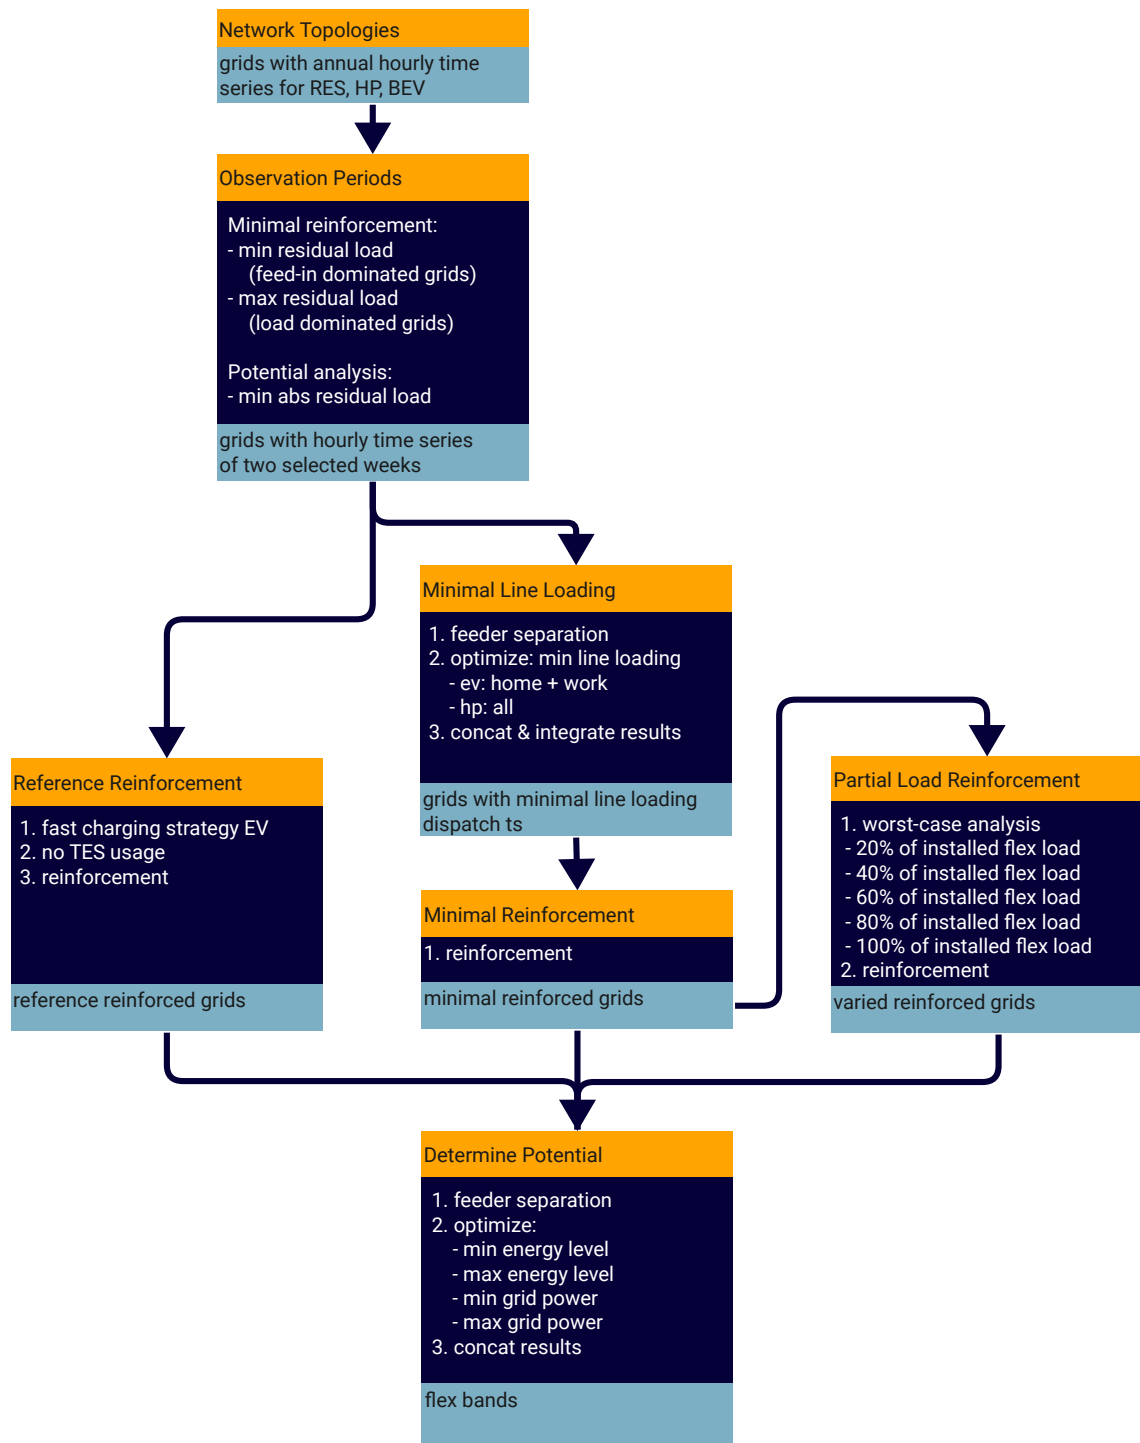 Network Topologies
grids with annual hourly time
series for RES, HP, BEV
Observation Periods
Minimal reinforcement:
- min residual load
(feed-in dominated grids)
- max residual load
(load dominated grids)
Potential analysis:
- min abs residual load
grids with hourly time series
of two selected weeks
Minimal Line Loading
1. feeder separation
2. optimize: min line loading
- ev: home + work
- hp: all
3. concat & integrate results
grids with minimal line loading
dispatch ts
Reference Reinforcement
1. fast charging strategy EV
2. no TES usage
3. reinforcement
reference reinforced grids
Minimal Reinforcement
1. reinforcement
minimal reinforced grids
Partial Load Reinforcement
1. worst-case analysis
- 20% of installed flex load
- 40% of installed flex load
- 60% of installed flex load
- 80% of installed flex load
- 100% of installed flex load
2. reinforcement
varied reinforced grids
Determine Potential
1. feeder separation
2. optimize:
- min energy level
- max energy level
- min grid power
- max grid power
3. concat results
flex bands